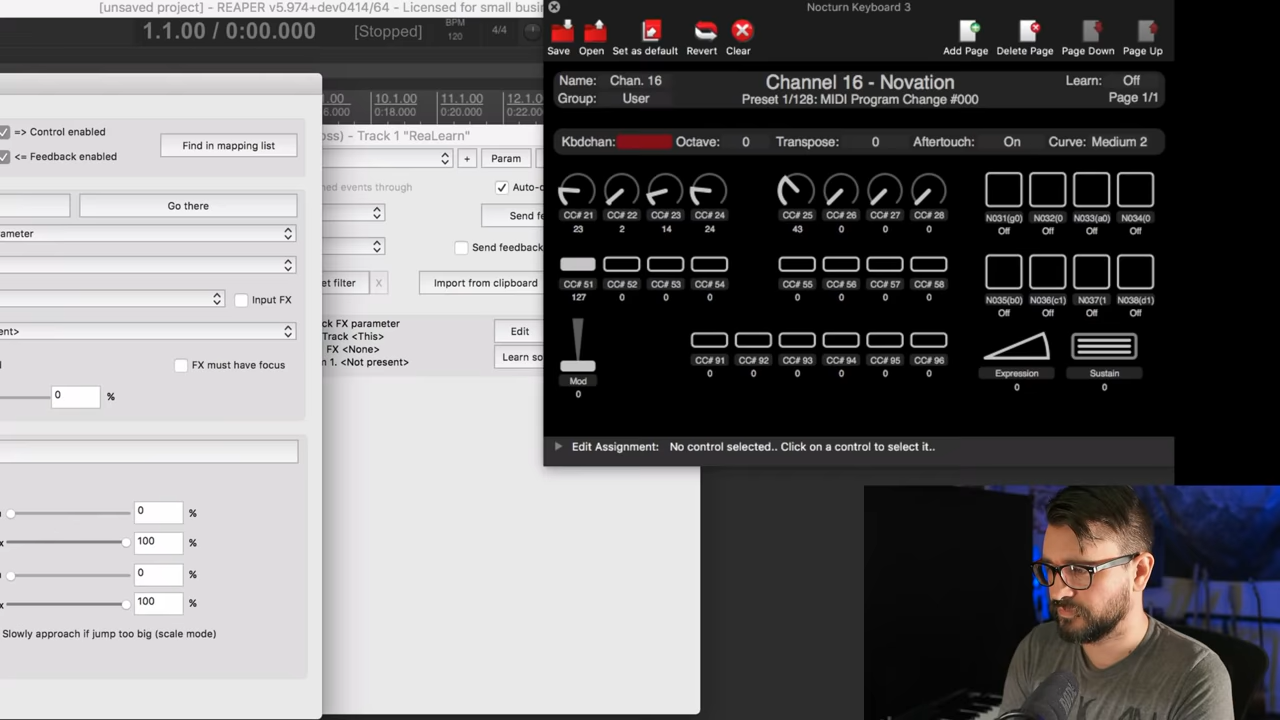 [unsaved project] - REAPER v5.974+dev0414/64 - Licensed for small busin
1.1.00 / 0:00.000
[Stopped]
BPM
120
4/4
10.1.00
11.1.00
12.1.0
0:18.000
0:20.000
0:22.000
oss) - Track 1 "ReaLearn"
+
Param
Auto-c
Send fe
Send feedback
X
Import from clipboard
ck FX parameter
Track <This>
FX <None>
m 1. <Not present>
Edit
Learn so
=> Control enabled
<= Feedback enabled
Find in mapping list
Go there
Input FX
FX must have focus
0 %
0 %
100 %
0 %
100 %
Slowly approach if jump too big (scale mode)
Nocturn Keyboard 3
Save
Open
Set as default
Revert
Clear
Add Page
Delete Page
Page Down
Page Up
Name: Chan. 16
Group: User
Channel 16 - Novation
Preset 1/128: MIDI Program Change #000
Learn: Off
Page 1/1
Kbdchan: Octave: 0 Transpose: 0 Aftertouch: On Curve: Medium 2
CC# 21 CC# 22 CC# 23 CC# 24 CC# 25 CC# 26 CC# 27 CC# 28
23 2 14 24 43 0 0 0
N031(g0) N032(0 N033(a0) N034(0
Off Off Off Off
CC# 51 CC# 52 CC# 53 CC# 54 CC# 55 CC# 56 CC# 57 CC# 58
127 0 0 0 0 0 0 0
N035(b0) N036(c1) N037(1 N038(d1)
Off Off Off Off
CC# 91 CC# 92 CC# 93 CC# 94 CC# 95 CC# 96
0 0 0 0 0 0
Mod
0
Expression
0
Sustain
0
Edit Assignment: No control selected.. Click on a control to select it..